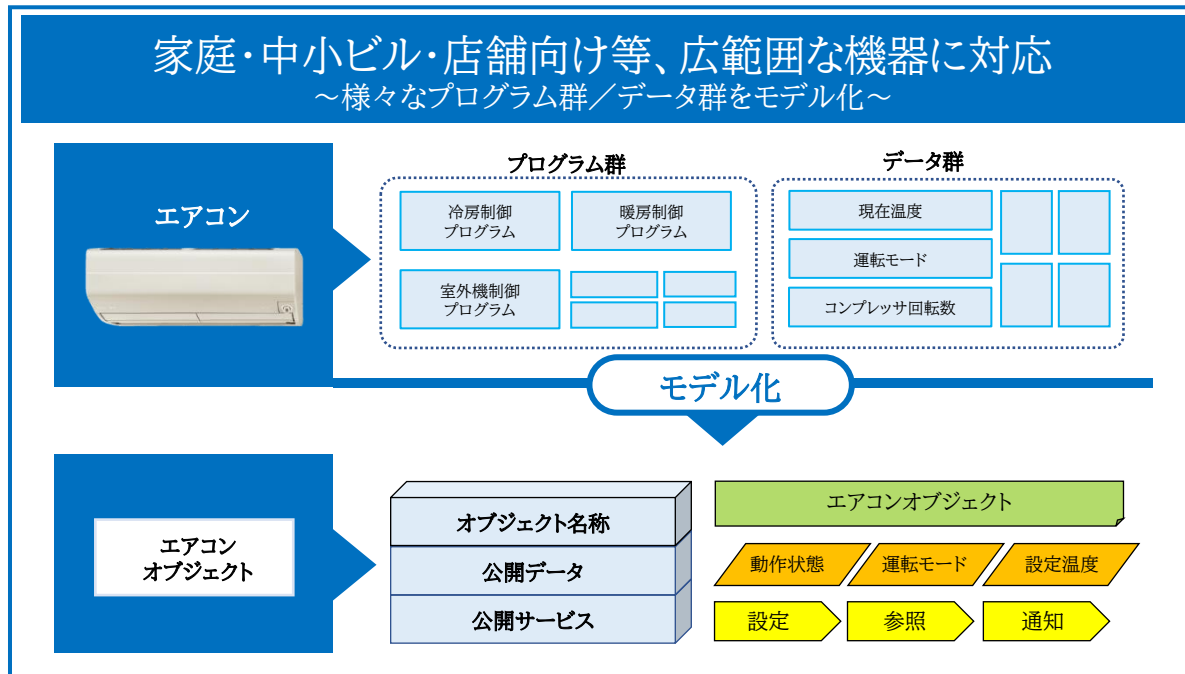 家庭・中小ビル・店舗向け等、広範囲な機器に対応
～様々なプログラム群／データ群をモデル化～
エアコン
プログラム群
冷房制御
プログラム
暖房制御
プログラム
室外機制御
プログラム
データ群
現在温度
運転モード
コンプレッサ回転数
モデル化
エアコン
オブジェクト
オブジェクト名称
公開データ
公開サービス
エアコンオブジェクト
動作状態
運転モード
設定温度
設定
参照
通知